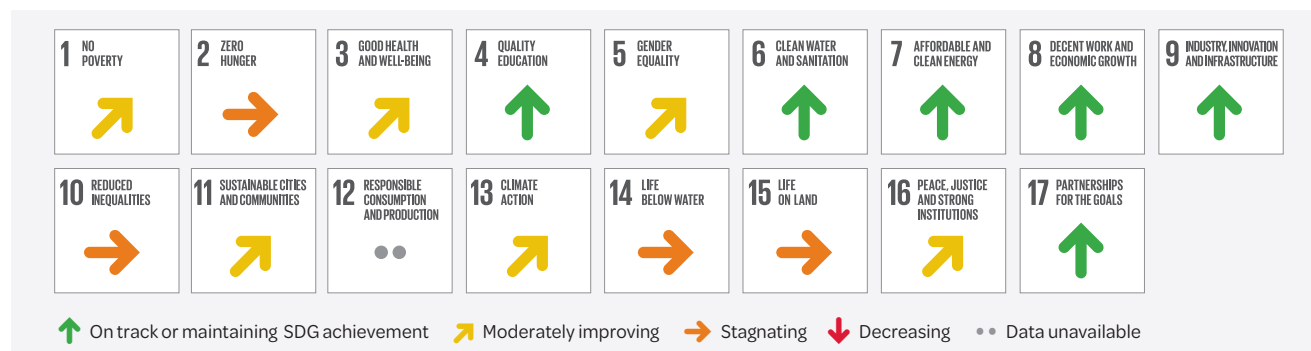 1 NO
POVERTY
2 ZERO
HUNGER
3 GOOD HEALTH
AND WELL-BEING
4 QUALITY
EDUCATION
5 GENDER
EQUALITY
6 CLEAN WATER
AND SANITATION
7 AFFORDABLE AND
CLEAN ENERGY
8 DECENT WORK AND
ECONOMIC GROWTH
9 INDUSTRY, INNOVATION
AND INFRASTRUCTURE
10 REDUCED
INEQUALITIES
11 SUSTAINABLE CITIES
AND COMMUNITIES
12 RESPONSIBLE
CONSUMPTION
AND PRODUCTION
13 CLIMATE
ACTION
14 LIFE
BELOW WATER
15 LIFE
ON LAND
16 PEACE, JUSTICE
AND STRONG
INSTITUTIONS
17 PARTNERSHIPS
FOR THE GOALS
On track or maintaining SDG achievement Moderately improving Stagnating Decreasing Data unavailable